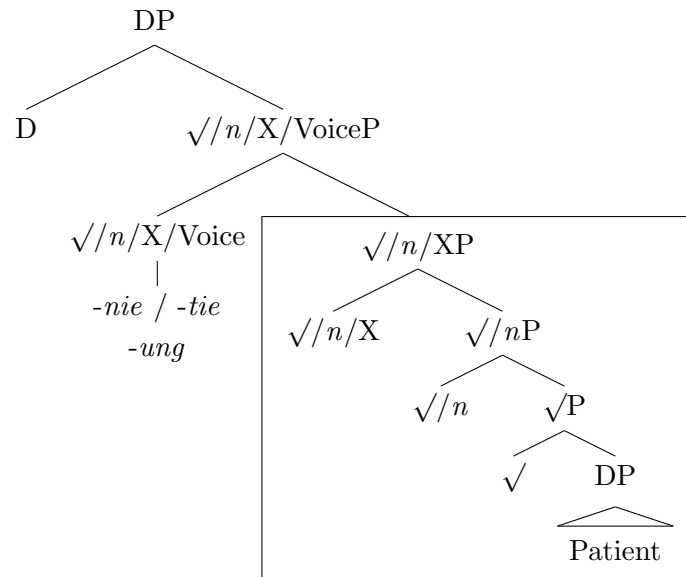 DP
D √/n/X/VoiceP
√/n/X/Voice √/n/XP
-nie / -tie √/n/X √/nP
-ung
√/n √P
√ DP
Patient